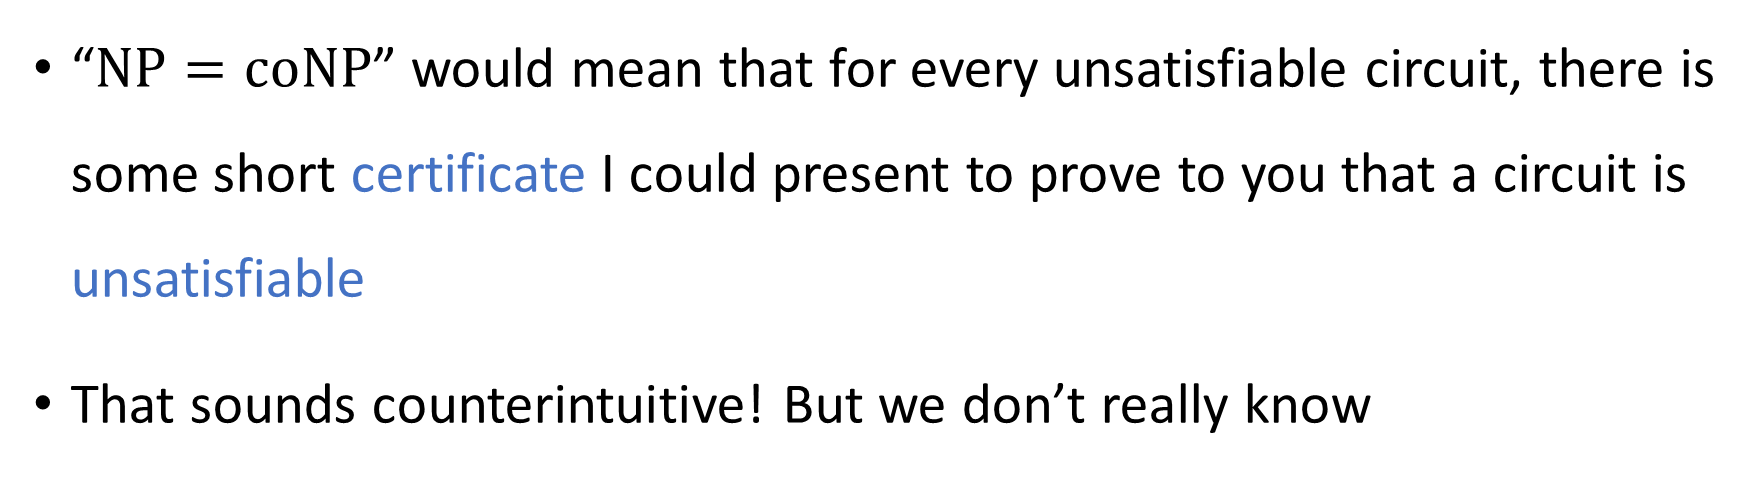 • “NP = coNP” would mean that for every unsatisfiable circuit, there is
some short certificate I could present to prove to you that a circuit is
unsatisfiable
• That sounds counterintuitive! But we don’t really know